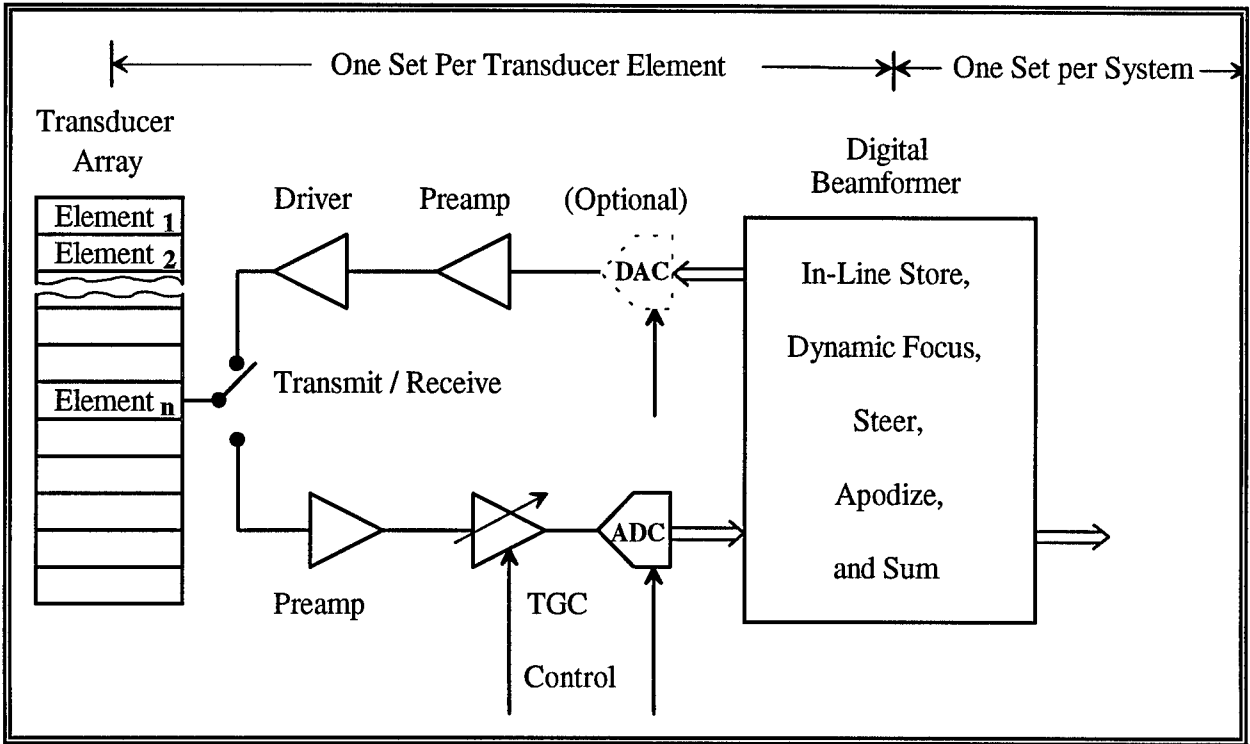 One Set Per Transducer Element
One Set per System
Transducer
Array
Digital
Beamformer
Driver
Preamp
(Optional)
Element 1
Element 2
DAC
In-Line Store,
Dynamic Focus,
Transmit / Receive
Element n
Steer,
Apodize,
ADC
and Sum
Preamp
TGC
Control